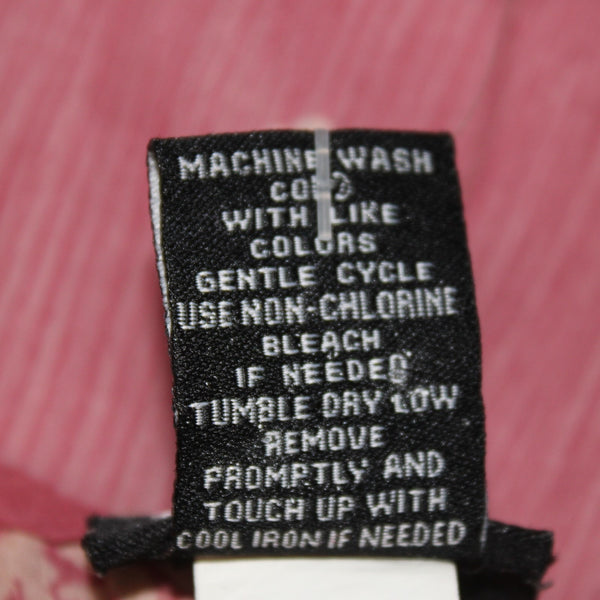 MACHINE WASH
COLD
WITH LIKE
COLORS
GENTLE CYCLE
USE NON-CHLORINE
BLEACH
IF NEEDED
TUMBLE DRY LOW
REMOVE
PROMPTLY AND
TOUCH UP WITH
COOL IRON IF NEEDED